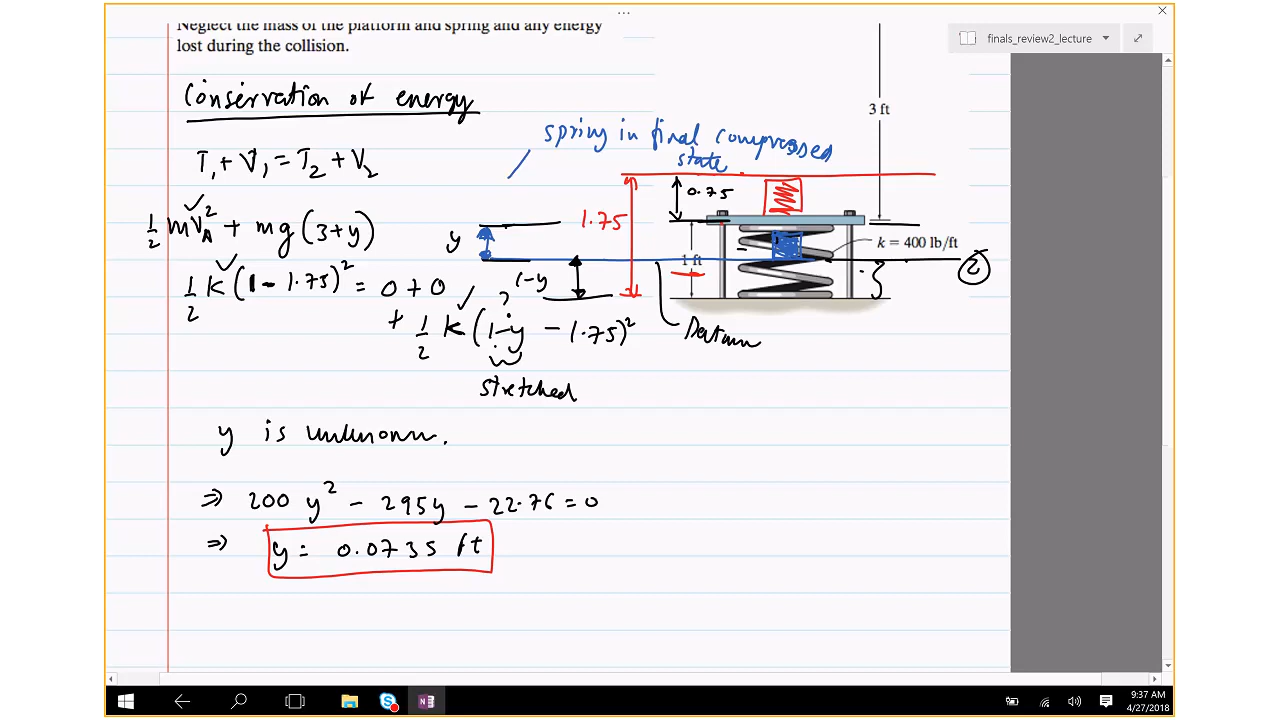 Neglect the mass of the platform and spring and any energy
lost during the collision.
finals_review2_lecture
Conservation of energy
T₁ + V₁ = T₂ + V₂
½ m V_A² + mg (3+y)
½ k (1 - 1.75)² = 0 + 0
+ ½ k (1-y - 1.75)²
stretched
y
1-y
spring in final compressed
state
0.75
1.75
1 ft
3 ft
k = 400 lb/ft
2
Datum
y is unknown.
⇒ 200 y² - 295y - 22.76 = 0
⇒ y = 0.0735 ft
9:37 AM
4/27/2018